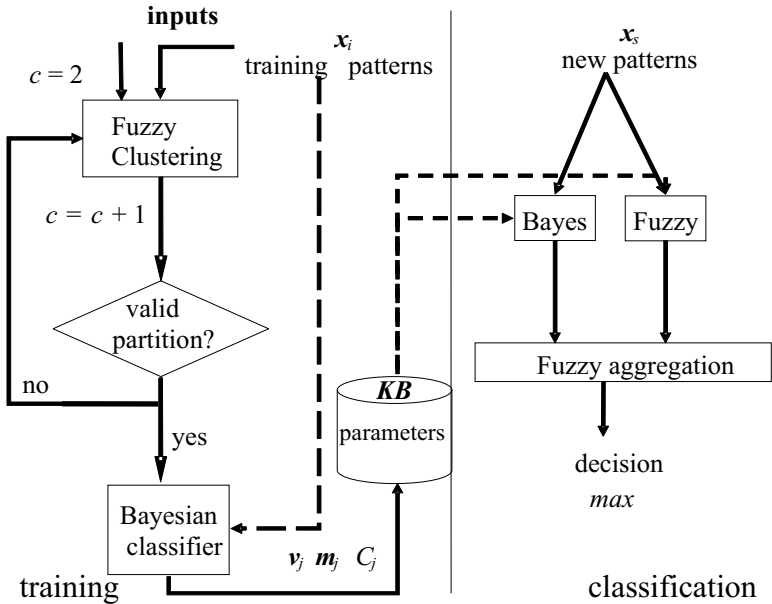 inputs
x_i
training patterns
c = 2
Fuzzy
Clustering
c = c + 1
valid
partition?
no
yes
Bayesian
classifier
KB
parameters
v_j m_j C_j
training
x_s
new patterns
Bayes
Fuzzy
Fuzzy aggregation
decision
max
classification